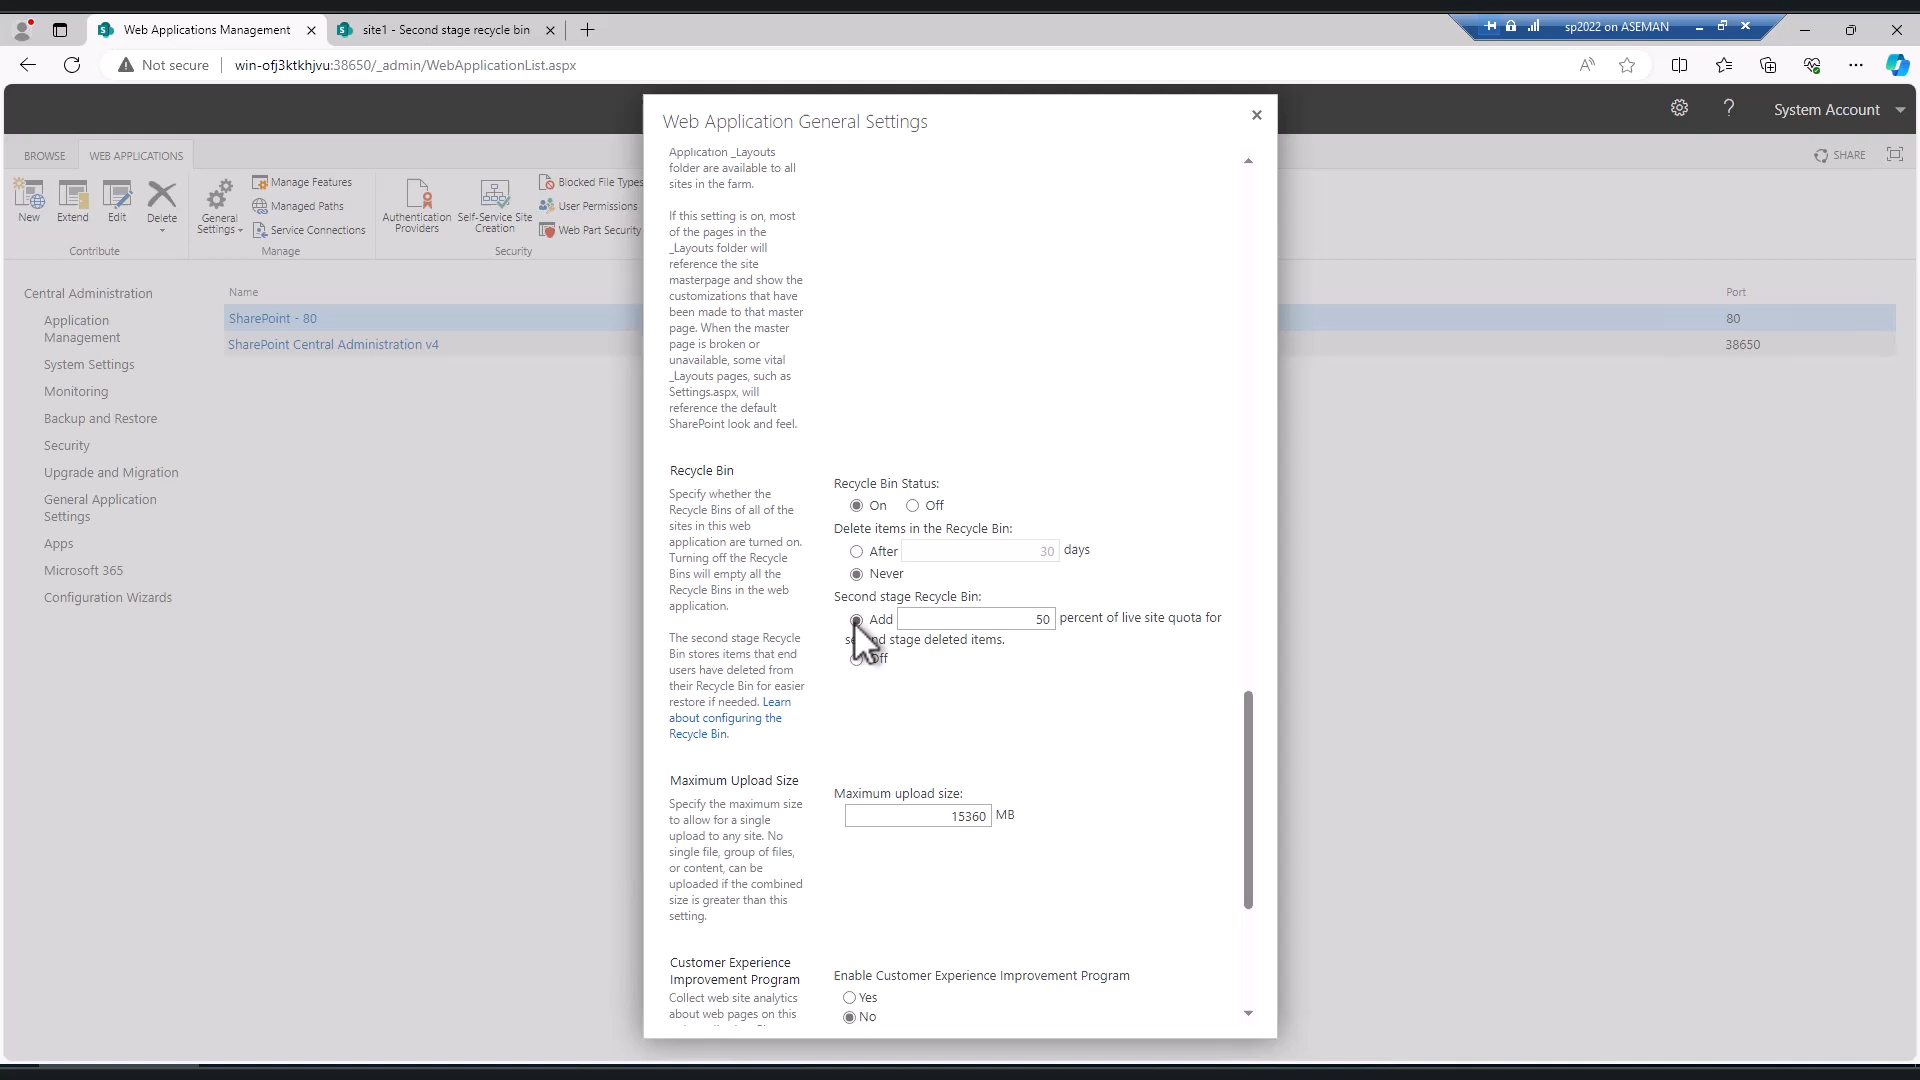 Web Applications Management
site1 - Second stage recycle bin
sp2022 on ASEMAN
Not secure
win-ofj3ktkhjvu:38650/_admin/WebApplicationList.aspx
System Account
BROWSE
WEB APPLICATIONS
SHARE
New
Extend
Edit
Delete
General
Settings
Manage Features
Managed Paths
Service Connections
Authentication
Providers
Self-Service Site
Creation
Blocked File Types
User Permissions
Web Part Security
Contribute
Manage
Security
Central Administration
Application
Management
System Settings
Monitoring
Backup and Restore
Security
Upgrade and Migration
General Application
Settings
Apps
Microsoft 365
Configuration Wizards
Name
Port
SharePoint - 80
80
SharePoint Central Administration v4
38650
Web Application General Settings
Application _Layouts
folder are available to all
sites in the farm.
If this setting is on, most
of the pages in the
_Layouts folder will
reference the site
masterpage and show the
customizations that have
been made to that master
page. When the master
page is broken or
unavailable, some vital
_Layouts pages, such as
Settings.aspx, will
reference the default
SharePoint look and feel.
Recycle Bin
Specify whether the
Recycle Bins of all of the
sites in this web
application are turned on.
Turning off the Recycle
Bins will empty all the
Recycle Bins in the web
application.
The second stage Recycle
Bin stores items that end
users have deleted from
their Recycle Bin for easier
restore if needed. Learn
about configuring the
Recycle Bin.
Recycle Bin Status:
On Off
Delete items in the Recycle Bin:
After 30 days
Never
Second stage Recycle Bin:
Add 50 percent of live site quota for
second stage deleted items.
Off
Maximum Upload Size
Specify the maximum size
to allow for a single
upload to any site. No
single file, group of files,
or content, can be
uploaded if the combined
size is greater than this
setting.
Maximum upload size:
15360 MB
Customer Experience
Improvement Program
Collect web site analytics
about web pages on this
Enable Customer Experience Improvement Program
Yes
No